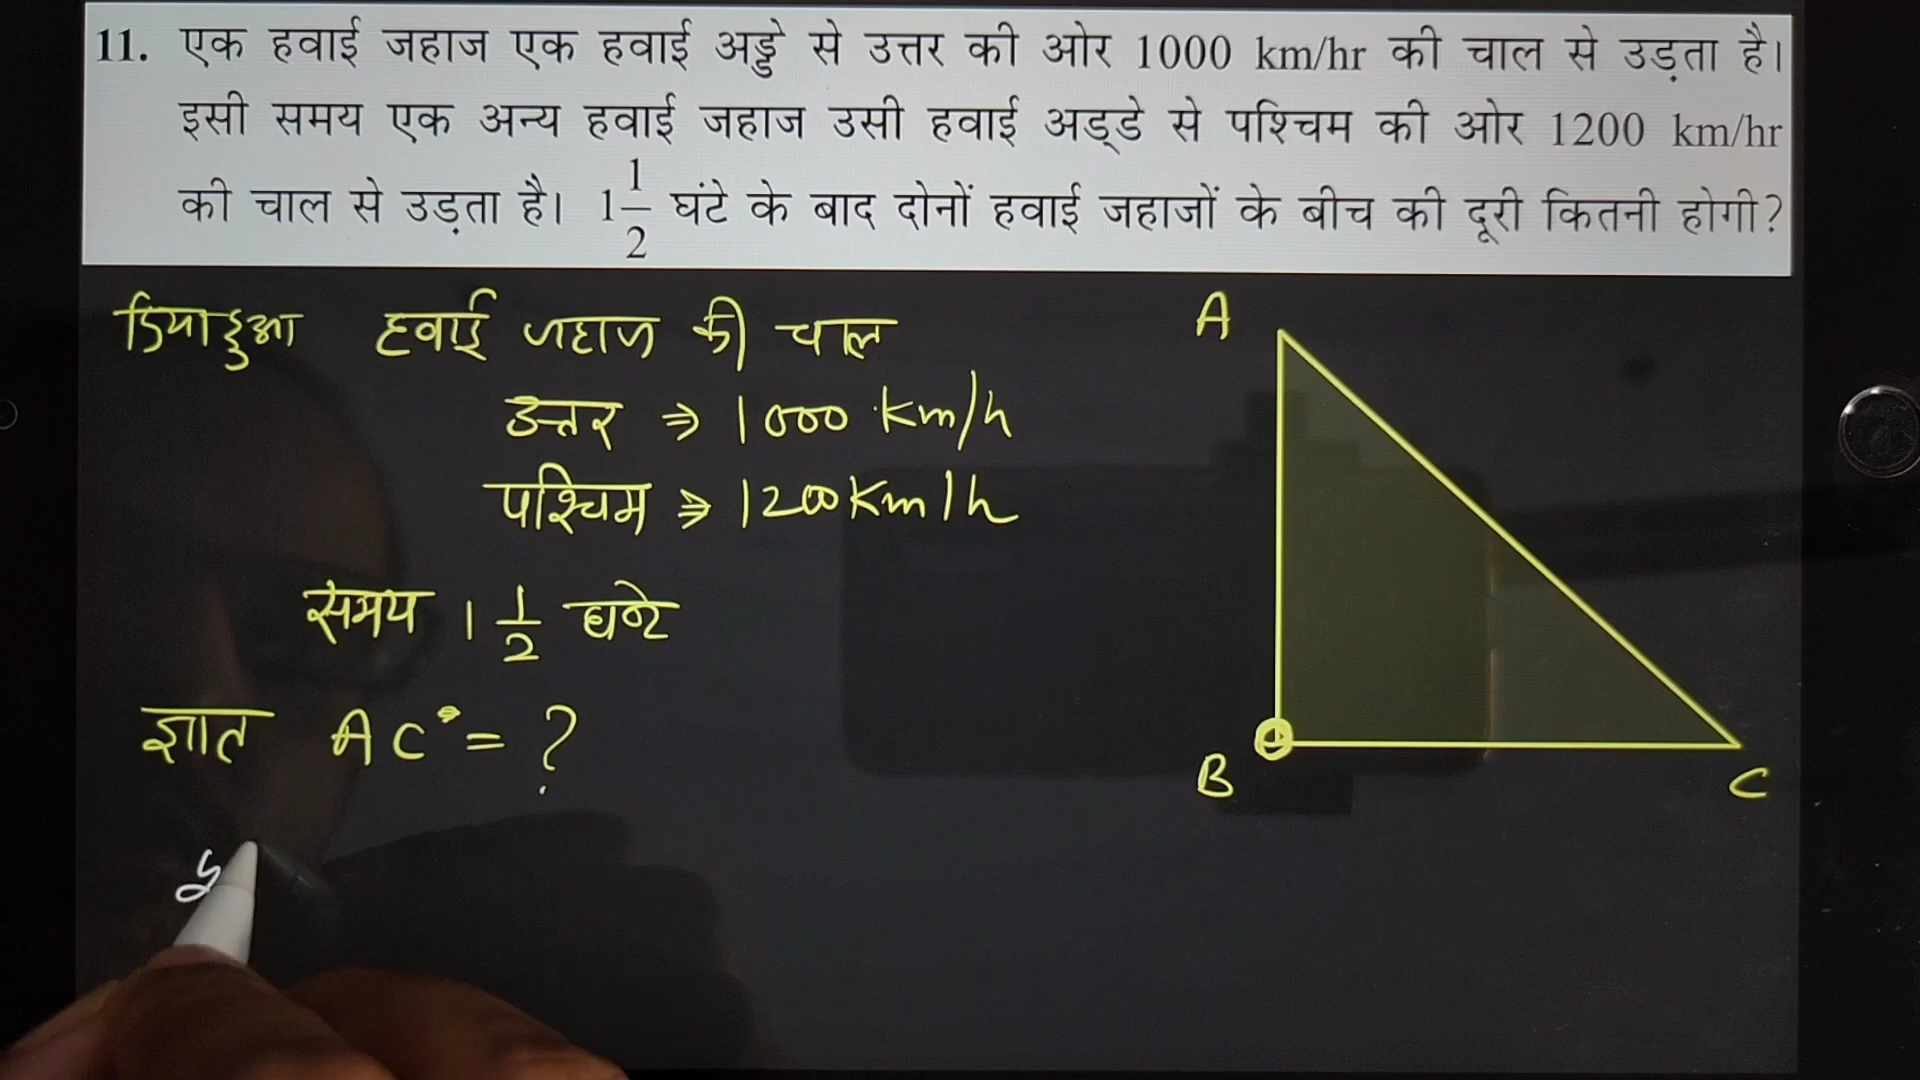 11. एक हवाई जहाज एक हवाई अड्डे से उत्तर की ओर 1000 km/hr की चाल से उड़ता है।
इसी समय एक अन्य हवाई जहाज उसी हवाई अड्डे से पश्चिम की ओर 1200 km/hr
की चाल से उड़ता है। 1 1/2 घंटे के बाद दोनों हवाई जहाजों के बीच की दूरी कितनी होगी?
दिया हुआ हवाई जहाज की चाल
उत्तर ⇒ 1000 km/h
पश्चिम ⇒ 1200 km/h
समय 1 1/2 घण्टे
ज्ञात AC = ?
A
B
C